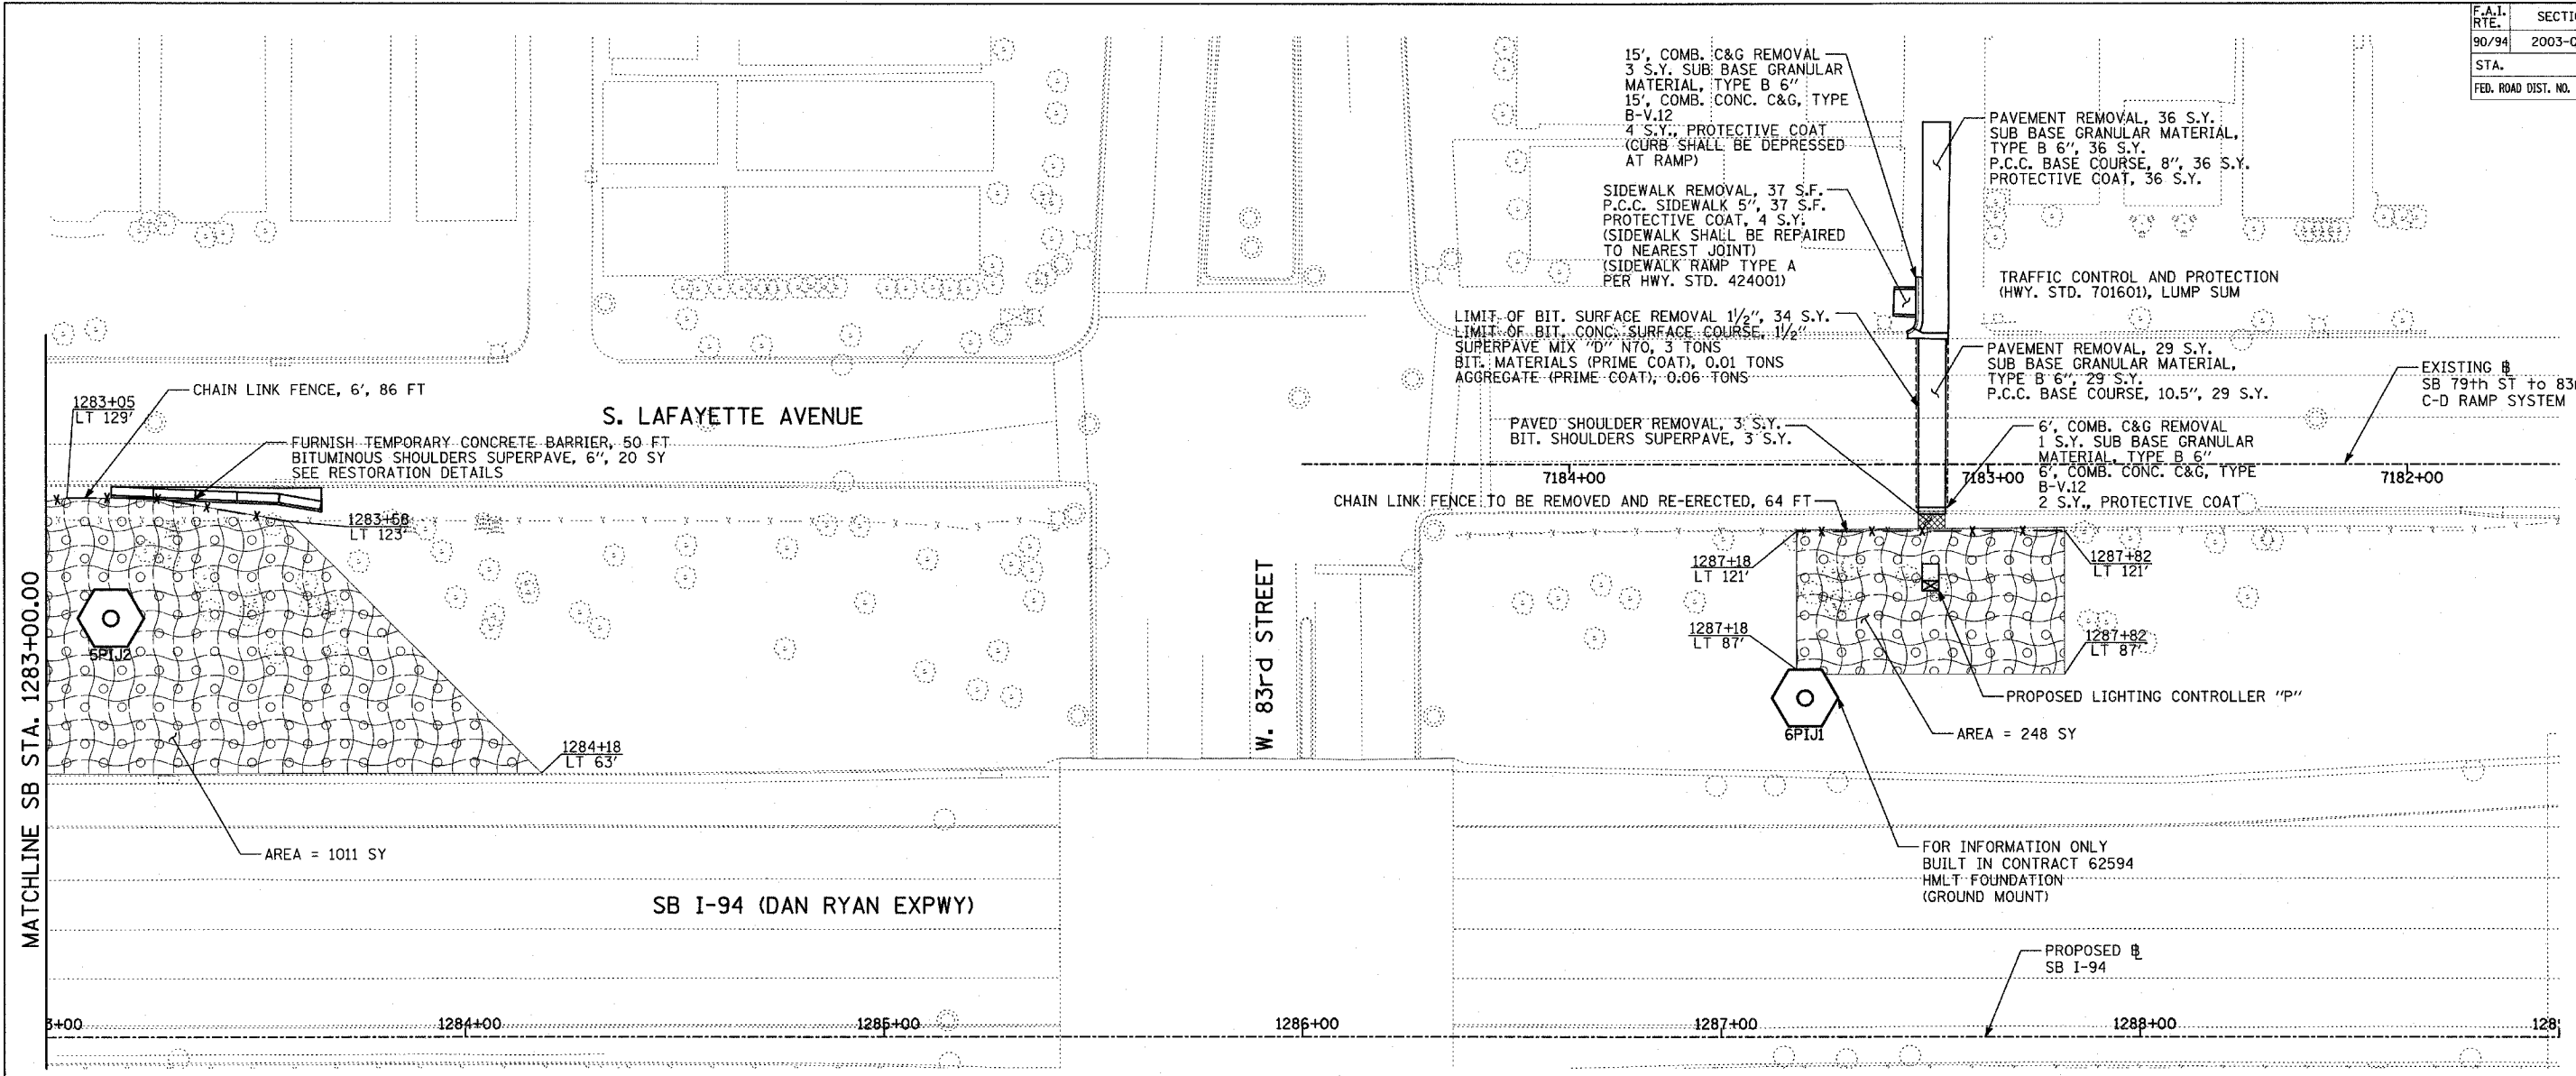 F.A.I. RTE.
SECTI
90/94
2003-0
STA.
FED. ROAD DIST. NO.
15', COMB. C&G REMOVAL
3 S.Y. SUB BASE GRANULAR
MATERIAL, TYPE B 6"
15', COMB. CONC. C&G, TYPE
B-V.12
4 S.Y., PROTECTIVE COAT
(CURB SHALL BE DEPRESSED
AT RAMP)
PAVEMENT REMOVAL, 36 S.Y.
SUB BASE GRANULAR MATERIAL,
TYPE B 6", 36 S.Y.
P.C.C. BASE COURSE, 8", 36 S.Y.
PROTECTIVE COAT, 36 S.Y.
SIDEWALK REMOVAL, 37 S.F.
P.C.C. SIDEWALK 5", 37 S.F.
PROTECTIVE COAT, 4 S.Y.
(SIDEWALK SHALL BE REPAIRED
TO NEAREST JOINT)
(SIDEWALK RAMP TYPE A
PER HWY. STD. 424001)
TRAFFIC CONTROL AND PROTECTION
(HWY. STD. 701601), LUMP SUM
LIMIT OF BIT. SURFACE REMOVAL 1½", 34 S.Y.
LIMIT OF BIT. CONC. SURFACE COURSE, 1½"
SUPERPAVE MIX "D" N70, 3 TONS
BIT. MATERIALS (PRIME COAT), 0.01 TONS
AGGREGATE (PRIME COAT), 0.06 TONS
PAVEMENT REMOVAL, 29 S.Y.
SUB BASE GRANULAR MATERIAL,
TYPE B 6", 29 S.Y.
P.C.C. BASE COURSE, 10.5", 29 S.Y.
EXISTING ℄
SB 79th ST to 83r
C-D RAMP SYSTEM
CHAIN LINK FENCE, 6', 86 FT
1283+05
LT 129'
S. LAFAYETTE AVENUE
FURNISH TEMPORARY CONCRETE BARRIER, 50 FT
BITUMINOUS SHOULDERS SUPERPAVE, 6", 20 SY
SEE RESTORATION DETAILS
PAVED SHOULDER REMOVAL, 3 S.Y.
BIT. SHOULDERS SUPERPAVE, 3 S.Y.
6', COMB. C&G REMOVAL
1 S.Y. SUB BASE GRANULAR
MATERIAL, TYPE B 6"
6', COMB. CONC. C&G, TYPE
B-V.12
2 S.Y., PROTECTIVE COAT
7184+00
7183+00
7182+00
CHAIN LINK FENCE TO BE REMOVED AND RE-ERECTED, 64 FT
1283+58
LT 123'
1287+18
LT 121'
1287+82
LT 121'
1287+18
LT 87'
1287+82
LT 87'
MATCHLINE SB STA. 1283+00.00
W. 83rd STREET
PROPOSED LIGHTING CONTROLLER "P"
6PIJ1
AREA = 248 SY
1284+18
LT 63'
AREA = 1011 SY
FOR INFORMATION ONLY
BUILT IN CONTRACT 62594
HMLT FOUNDATION
(GROUND MOUNT)
SB I-94 (DAN RYAN EXPWY)
PROPOSED ℄
SB I-94
3+00
1284+00
1285+00
1286+00
1287+00
1288+00
128